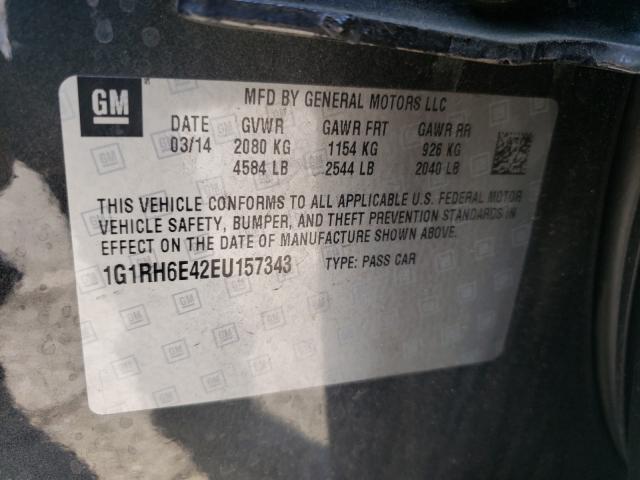 GM
MFD BY GENERAL MOTORS LLC
DATE GVWR GAWR FRT GAWR RR
03/14 2080 KG 1154 KG 926 KG
4584 LB 2544 LB 2040 LB
THIS VEHICLE CONFORMS TO ALL APPLICABLE U.S. FEDERAL MOTOR
VEHICLE SAFETY, BUMPER, AND THEFT PREVENTION STANDARDS IN
EFFECT ON THE DATE OF MANUFACTURE SHOWN ABOVE.
1G1RH6E42EU157343 TYPE: PASS CAR